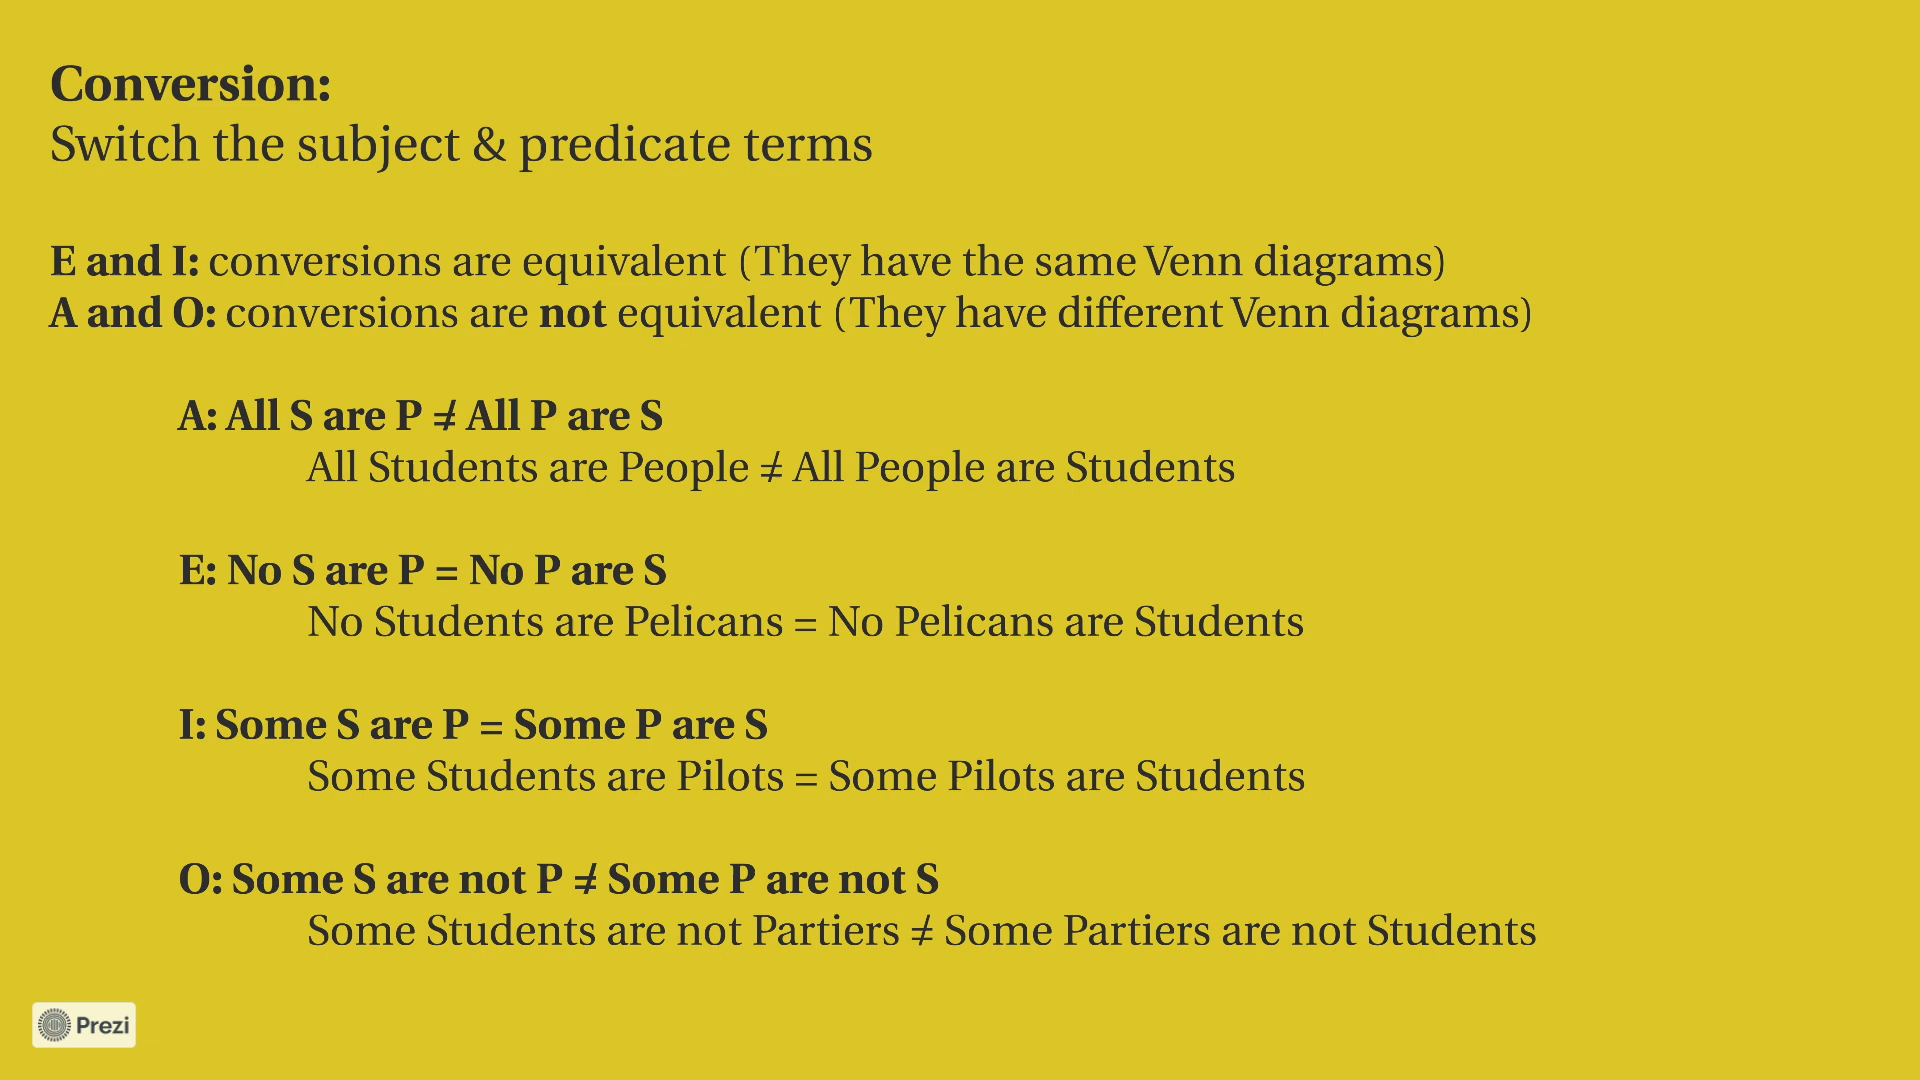 Conversion:
Switch the subject & predicate terms
E and I: conversions are equivalent (They have the same Venn diagrams)
A and O: conversions are not equivalent (They have different Venn diagrams)
A: All S are P ≠ All P are S
All Students are People ≠ All People are Students
E: No S are P = No P are S
No Students are Pelicans = No Pelicans are Students
I: Some S are P = Some P are S
Some Students are Pilots = Some Pilots are Students
O: Some S are not P ≠ Some P are not S
Some Students are not Partiers ≠ Some Partiers are not Students
Prezi